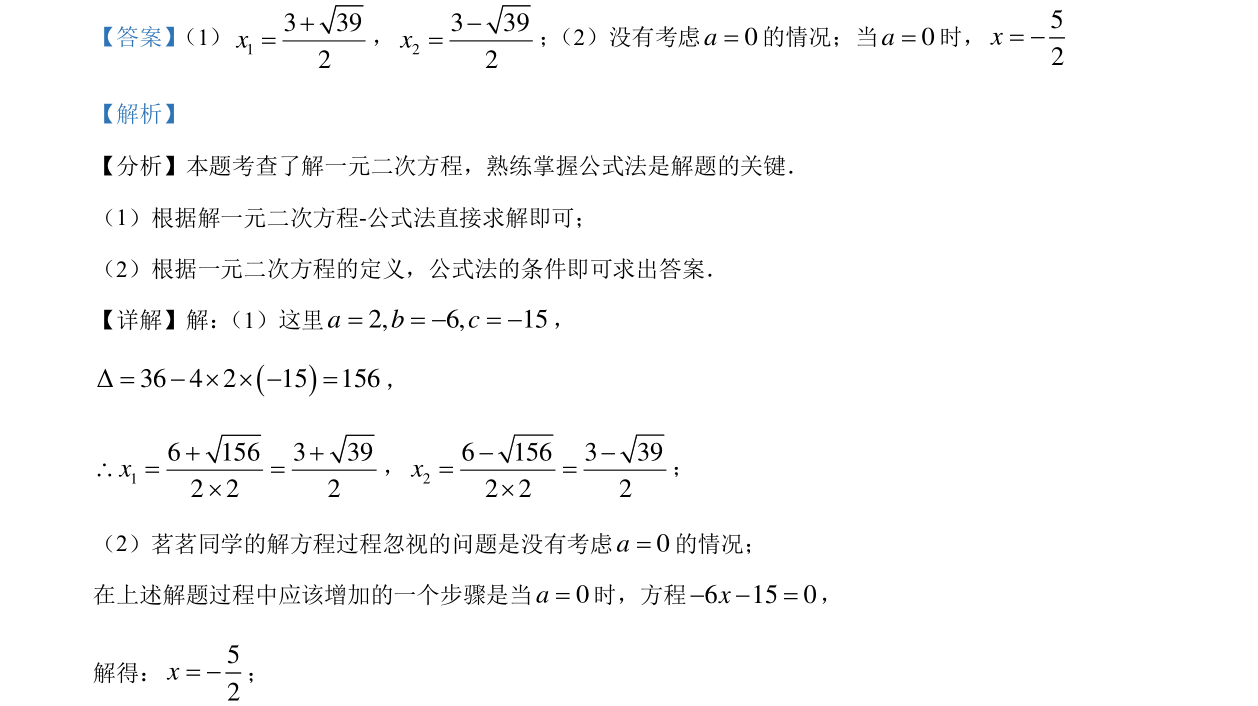 【答案】（1）x₁ = (3+√39)/2，x₂ = (3−√39)/2；（2）没有考虑a = 0的情况；当a = 0时，x = −5/2
【解析】
【分析】本题考查了解一元二次方程，熟练掌握公式法是解题的关键．
（1）根据解一元二次方程-公式法直接求解即可；
（2）根据一元二次方程的定义，公式法的条件即可求出答案．
【详解】解：（1）这里a = 2, b = −6, c = −15，
Δ = 36 − 4×2×(−15) = 156，
∴x₁ = (6+√156)/(2×2) = (3+√39)/2，x₂ = (6−√156)/(2×2) = (3−√39)/2；
（2）茗茗同学的解方程过程忽视的问题是没有考虑a = 0的情况；
在上述解题过程中应该增加的一个步骤是当a = 0时，方程−6x −15 = 0，
解得：x = −5/2；